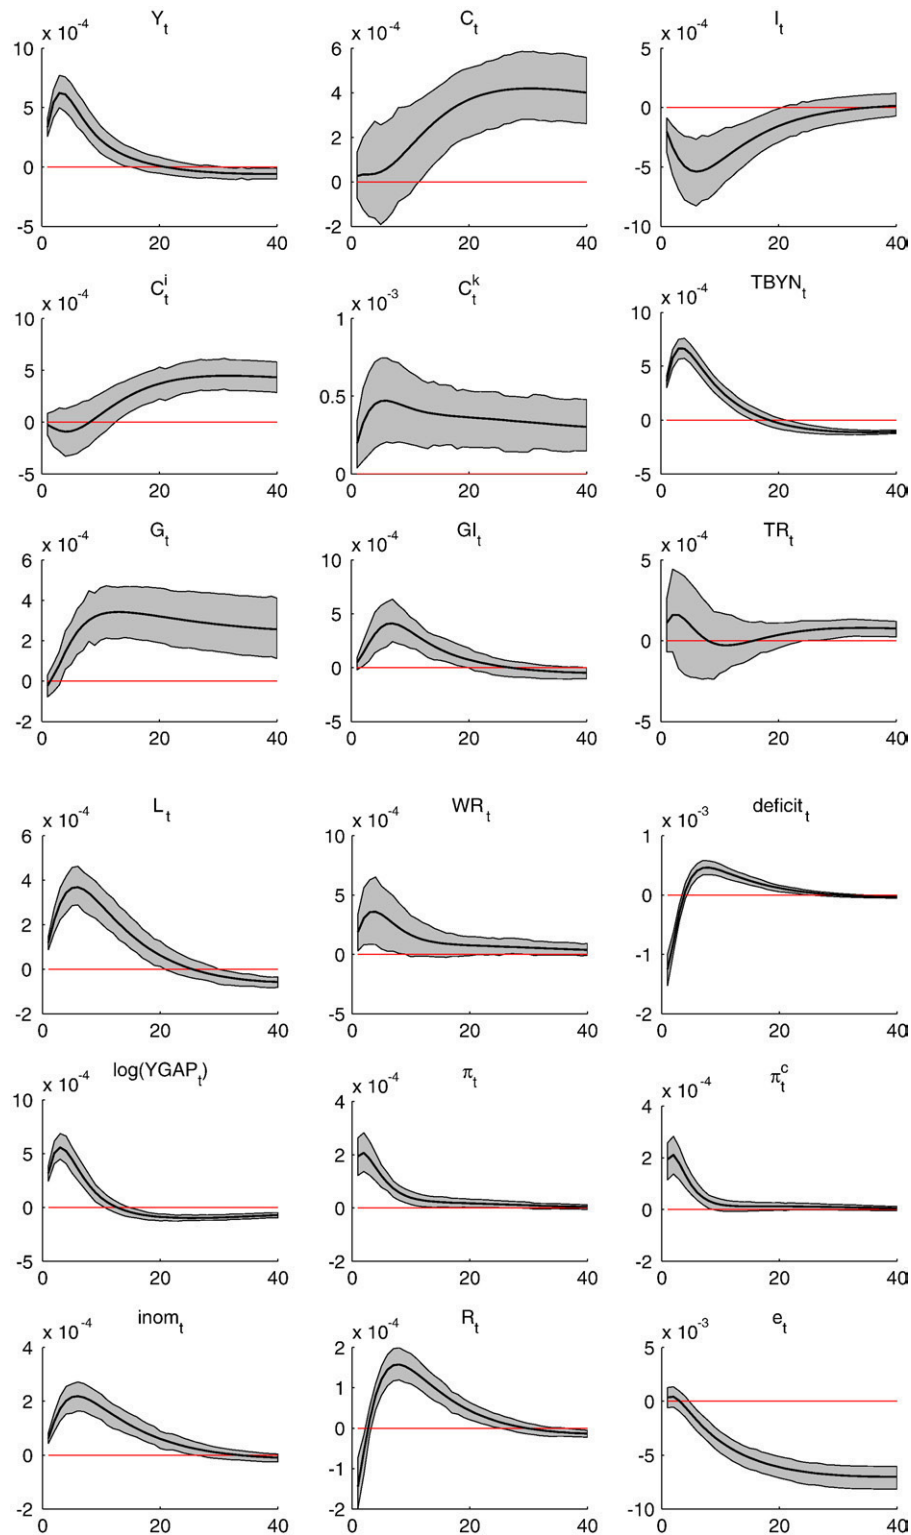 Y_t C_t I_t
x 10^-4 x 10^-4 x 10^-4
10 6 5
5 4 0
0 2 -5
-5 0 -10
-2
0 20 40 0 20 40 0 20 40
C_t^i C_t^k TBYN_t
x 10^-4 x 10^-3 x 10^-4
10 1 10
5 0.5 5
0 0 0
-5 -5
0 20 40 0 20 40 0 20 40
G_t GI_t TR_t
x 10^-4 x 10^-4 x 10^-4
6 10 5
4 5 0
2 0 -5
0 -5
-2
0 20 40 0 20 40 0 20 40
L_t WR_t deficit_t
x 10^-4 x 10^-4 x 10^-3
6 10 1
4 5 0
2 0 -1
0 -5 -2
-2
0 20 40 0 20 40 0 20 40
log(YGAP_t) π_t π_t^c
x 10^-4 x 10^-4 x 10^-4
10 4 4
5 2 2
0 0 0
-5 -2 -2
0 20 40 0 20 40 0 20 40
inom_t R_t e_t
x 10^-4 x 10^-4 x 10^-3
4 2 5
2 1 0
0 0 -5
-2 -1 -10
-2
0 20 40 0 20 40 0 20 40